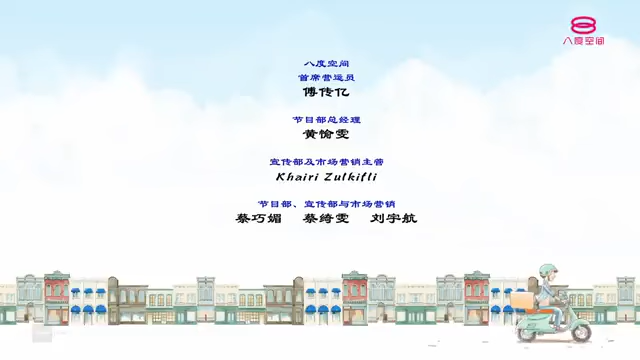 八度空间
八度空间
首席营运员
傅传亿
节目部总经理
黄愉雯
宣传部及市场营销主管
Khairi Zulkifli
节目部、宣传部与市场营销
蔡巧媚 蔡绮雯 刘宇航